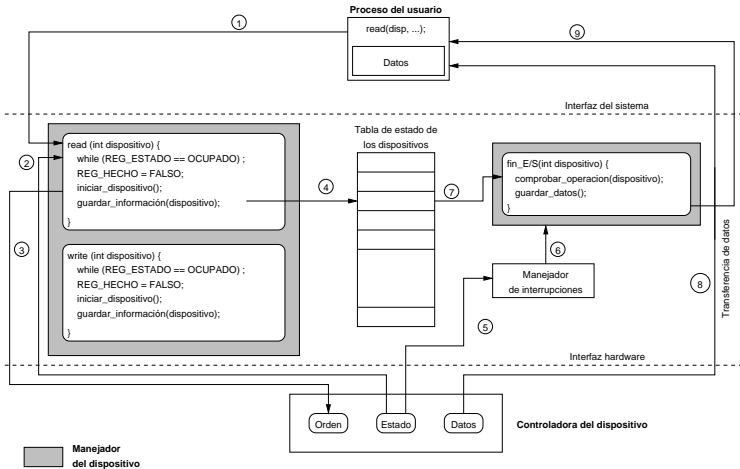 Proceso del usuario
read(disp, ...);
Datos
1
9
Interfaz del sistema
Tabla de estado de
los dispositivos
read (int dispositivo) {
while (REG_ESTADO == OCUPADO) ;
REG_HECHO = FALSO;
iniciar_dispositivo();
guardar_información(dispositivo);
}
2
3
4
7
fin_E/S(int dispositivo) {
comprobar_operacion(dispositivo);
guardar_datos();
}
write (int dispositivo) {
while (REG_ESTADO == OCUPADO) ;
REG_HECHO = FALSO;
iniciar_dispositivo();
guardar_información(dispositivo);
}
6
Manejador
de interrupciones
5
8
Transferencia de datos
Interfaz hardware
Orden
Estado
Datos
Controladora del dispositivo
Manejador
del dispositivo